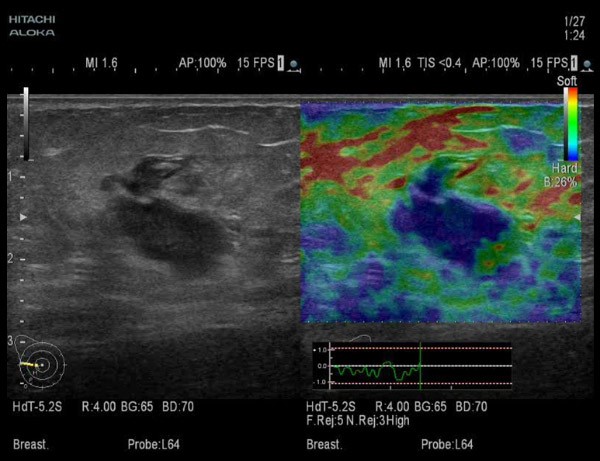 HITACHI
ALOKA
1/27
1:24
MI 1.6 AP:100% 15 FPS 1
MI 1.6 TIS <0.4 AP:100% 15 FPS 1
Soft
Hard
B:26%
1
2
3
+1.0
0.0
-1.0
HdT-5.2S R:4.00 BG:65 BD:70
HdT-5.2S R:4.00 BG:65 BD:70
F.Rej:5 N.Rej:3High
Breast. Probe:L64
Breast. Probe:L64